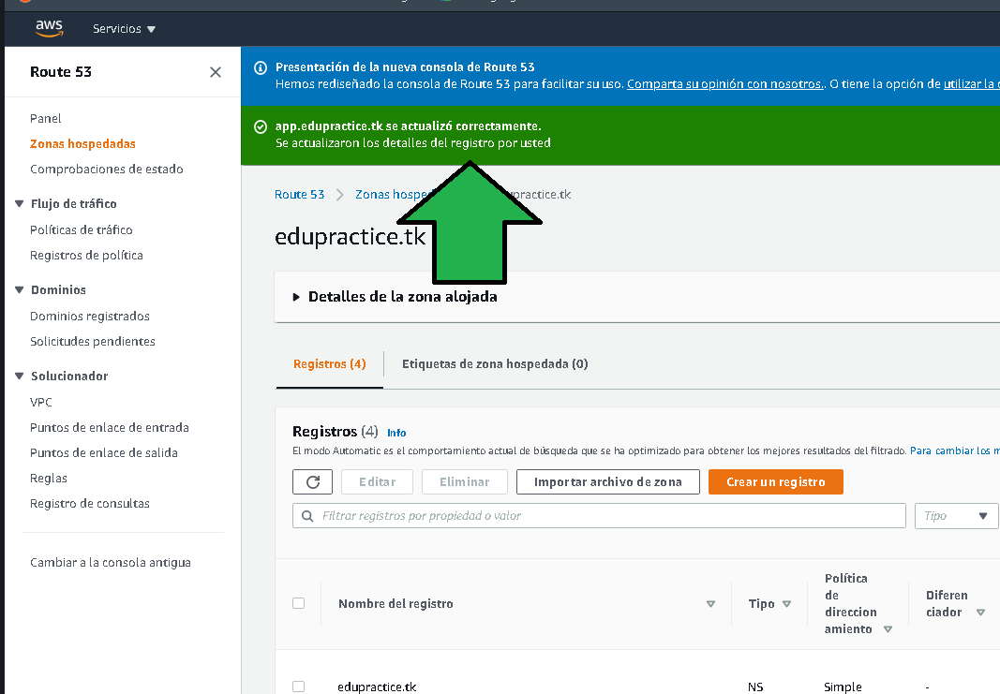 aws
Servicios
Route 53
Panel
Zonas hospedadas
Comprobaciones de estado
Flujo de tráfico
Políticas de tráfico
Registros de política
Dominios
Dominios registrados
Solicitudes pendientes
Solucionador
VPC
Puntos de enlace de entrada
Puntos de enlace de salida
Reglas
Registro de consultas
Cambiar a la consola antigua
Presentación de la nueva consola de Route 53
Hemos rediseñado la consola de Route 53 para facilitar su uso. Comparta su opinión con nosotros.. O tiene la opción de utilizar la
app.edupractice.tk se actualizó correctamente.
Se actualizaron los detalles del registro por usted
Route 53 Zonas hospe practice.tk
edupractice.tk
Detalles de la zona alojada
Registros (4) Etiquetas de zona hospedada (0)
Registros (4) Info
El modo Automatic es el comportamiento actual de búsqueda que se ha optimizado para obtener los mejores resultados del filtrado. Para cambiar los m
Editar Eliminar Importar archivo de zona Crear un registro
Filtrar registros por propiedad o valor Tipo
Nombre del registro
Tipo
Política
de
direccion
amiento
Diferen
ciador
edupractice.tk NS Simple -